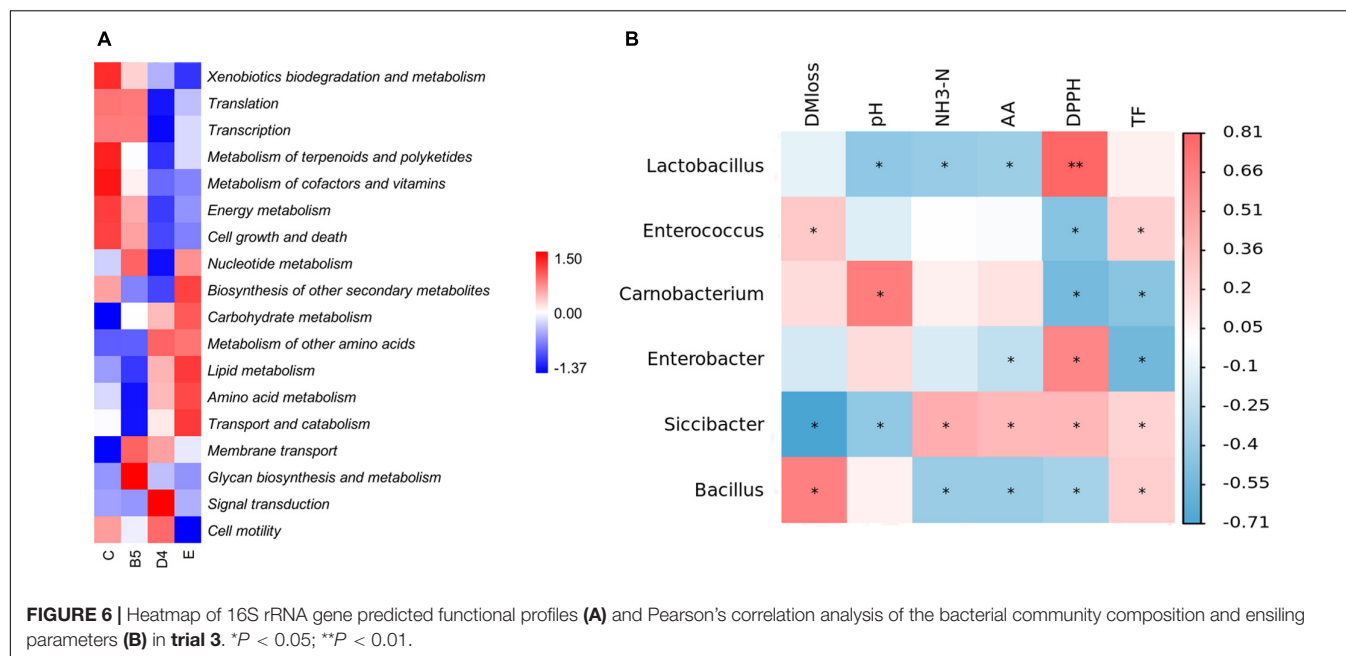 A
Xenobiotics biodegradation and metabolism
Translation
Transcription
Metabolism of terpenoids and polyketides
Metabolism of cofactors and vitamins
Energy metabolism
Cell growth and death
Nucleotide metabolism
Biosynthesis of other secondary metabolites
Carbohydrate metabolism
Metabolism of other amino acids
Lipid metabolism
Amino acid metabolism
Transport and catabolism
Membrane transport
Glycan biosynthesis and metabolism
Signal transduction
Cell motility
C B5 D4 E
1.50
0.00
-1.37
B
DMloss pH NH3-N AA DPPH TF
Lactobacillus * * * **
Enterococcus * * *
Carnobacterium * * *
Enterobacter * * *
Siccibacter * * * * * *
Bacillus * * * * *
0.81
0.66
0.51
0.36
0.2
0.05
-0.1
-0.25
-0.4
-0.55
-0.71
FIGURE 6 | Heatmap of 16S rRNA gene predicted functional profiles (A) and Pearson's correlation analysis of the bacterial community composition and ensiling
parameters (B) in trial 3. *P < 0.05; **P < 0.01.